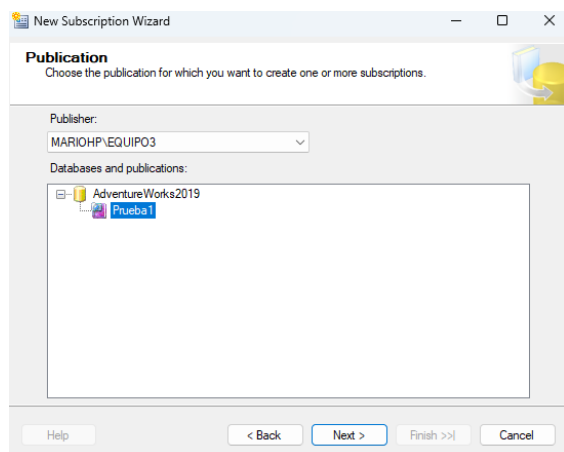 New Subscription Wizard
Publication
Choose the publication for which you want to create one or more subscriptions.
Publisher:
MARIOHP\EQUIPO3
Databases and publications:
AdventureWorks2019
Prueba1
Help
< Back
Next >
Finish >>|
Cancel